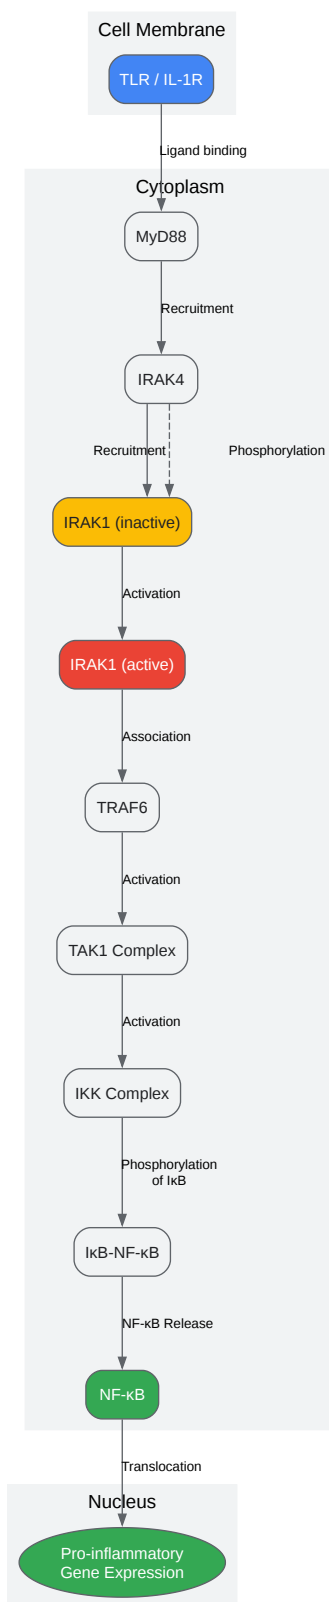 Cell Membrane
TLR / IL-1R
Ligand binding
Cytoplasm
MyD88
Recruitment
IRAK4
Recruitment
Phosphorylation
IRAK1 (inactive)
Activation
IRAK1 (active)
Association
TRAF6
Activation
TAK1 Complex
Activation
IKK Complex
Phosphorylation
of IκB
IκB-NF-κB
NF-κB Release
NF-κB
Translocation
Nucleus
Pro-inflammatory
Gene Expression